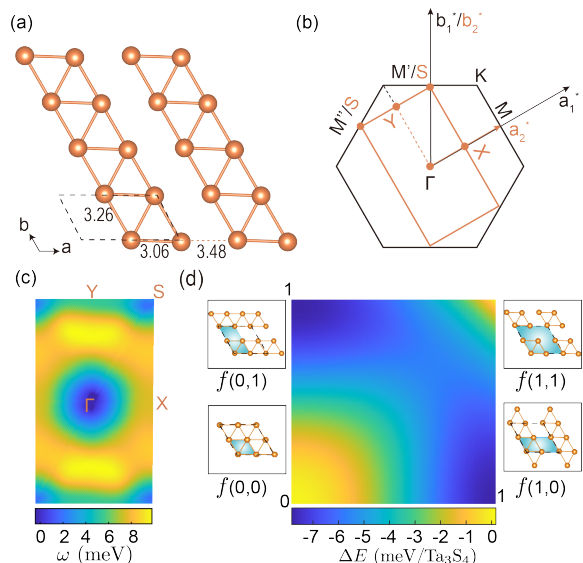 (a)
3.26
3.06
3.48
b
a
(b)
b₁*/b₂*
M'/S
K
M''/S
M
a₁*
a₂*
Y
X
Γ
(c)
Y
S
Γ
X
0 2 4 6 8
ω (meV)
(d)
1
f(0,1)
f(1,1)
f(0,0)
f(1,0)
0
1
-7 -6 -5 -4 -3 -2 -1 0
ΔE (meV/Ta₃S₄)